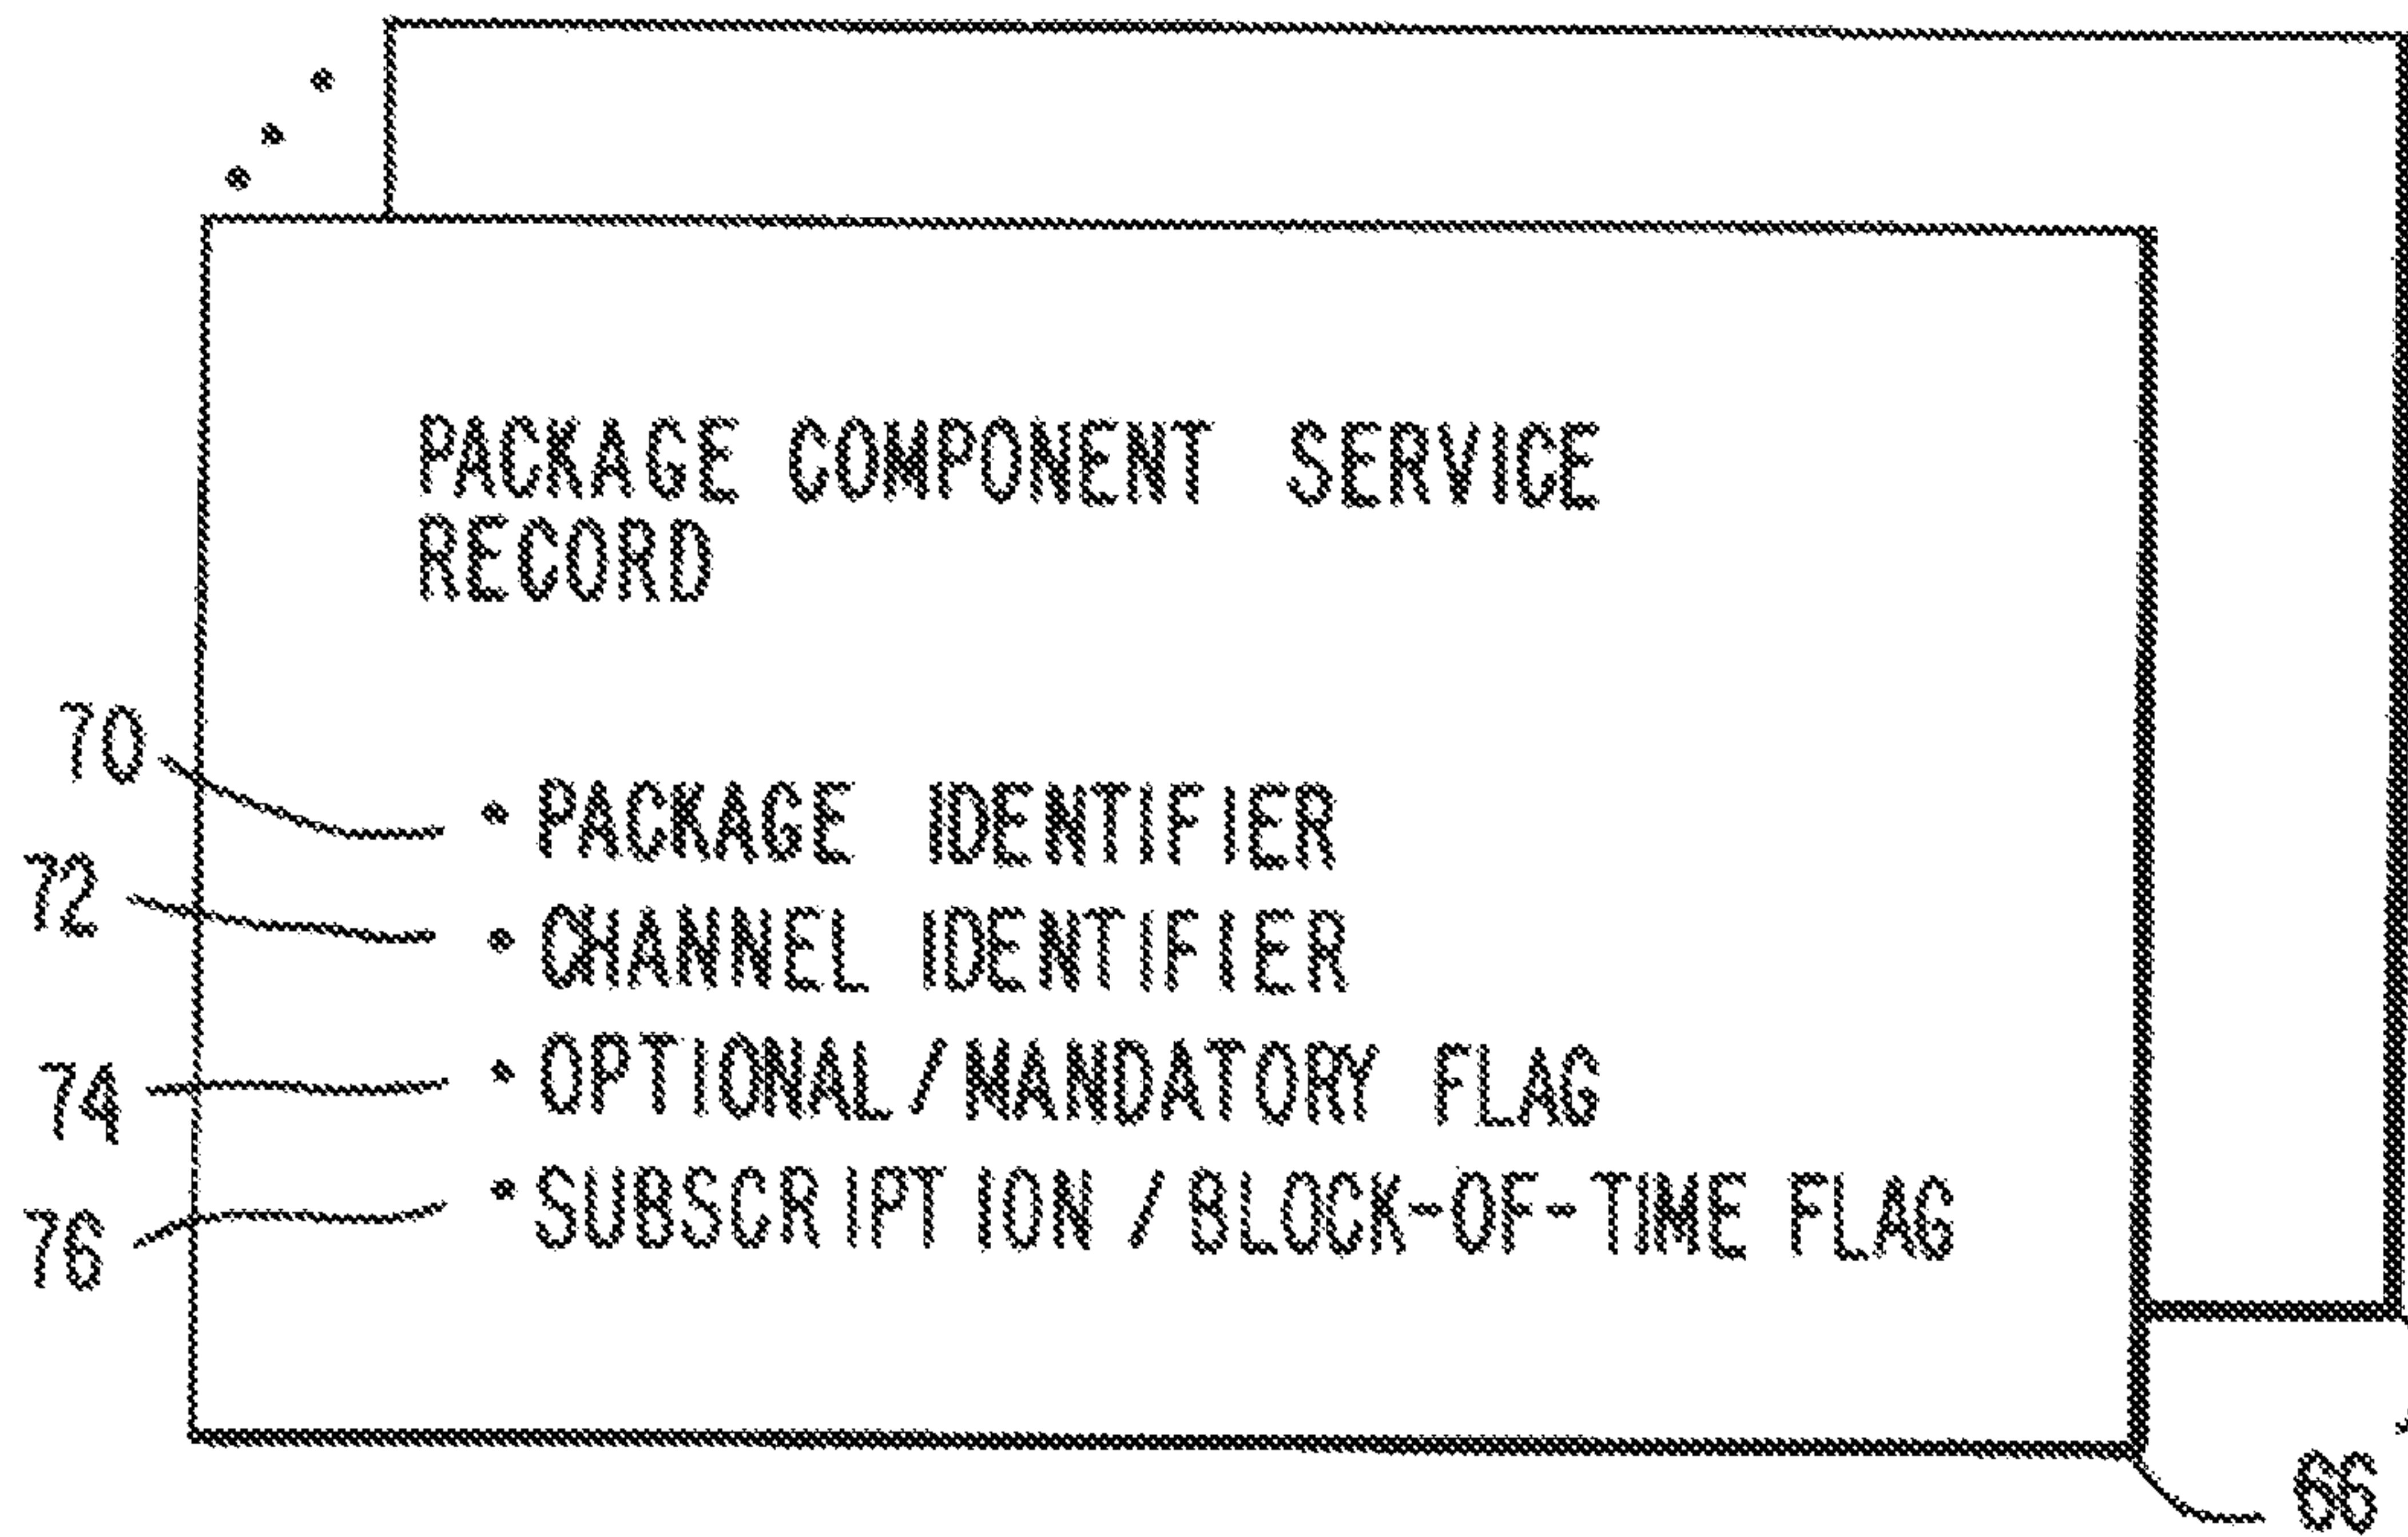 PACKAGE COMPONENT SERVICE
RECORD
70
• PACKAGE IDENTIFIER
72
• CHANNEL IDENTIFIER
74
• OPTIONAL/MANDATORY FLAG
76
• SUBSCRIPTION/BLOCK-OF-TIME FLAG
66